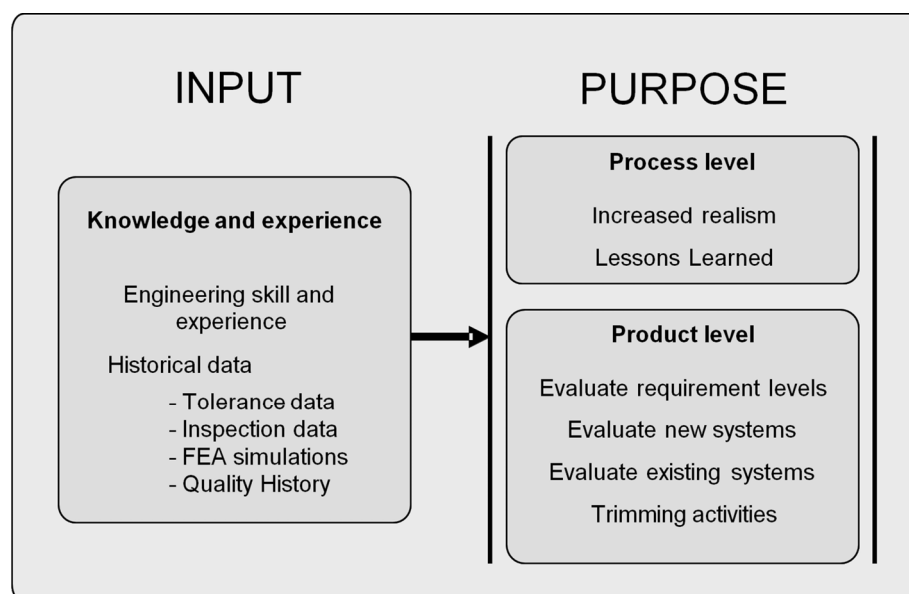 INPUT
Knowledge and experience
Engineering skill and
experience
Historical data
- Tolerance data
- Inspection data
- FEA simulations
- Quality History
PURPOSE
Process level
Increased realism
Lessons Learned
Product level
Evaluate requirement levels
Evaluate new systems
Evaluate existing systems
Trimming activities